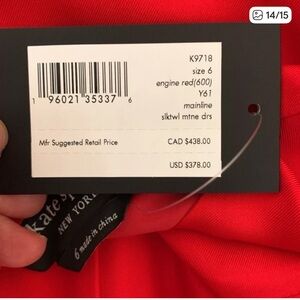 14/15
K9718
size 6
engine red(600)
Y61
mainline
slktwl mtne drs
1 96021 35337 6
Mfr Suggested Retail Price
CAD $438.00
USD $378.00
kate s
NEW YORK
6 made in china